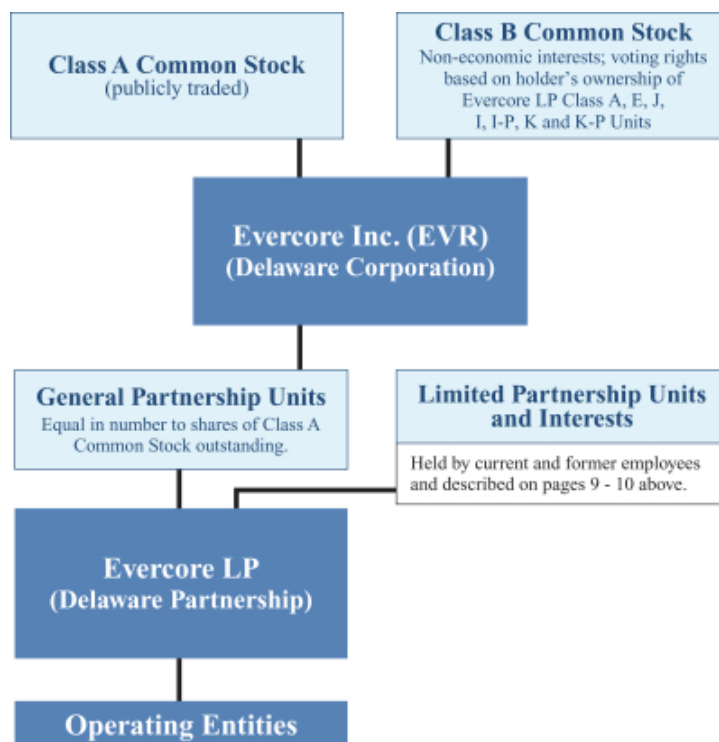 Class A Common Stock
(publicly traded)
Class B Common Stock
Non-economic interests; voting rights
based on holder’s ownership of
Evercore LP Class A, E, J,
I, I-P, K and K-P Units
Evercore Inc. (EVR)
(Delaware Corporation)
General Partnership Units
Equal in number to shares of Class A
Common Stock outstanding.
Limited Partnership Units
and Interests
Held by current and former employees
and described on pages 9 - 10 above.
Evercore LP
(Delaware Partnership)
Operating Entities